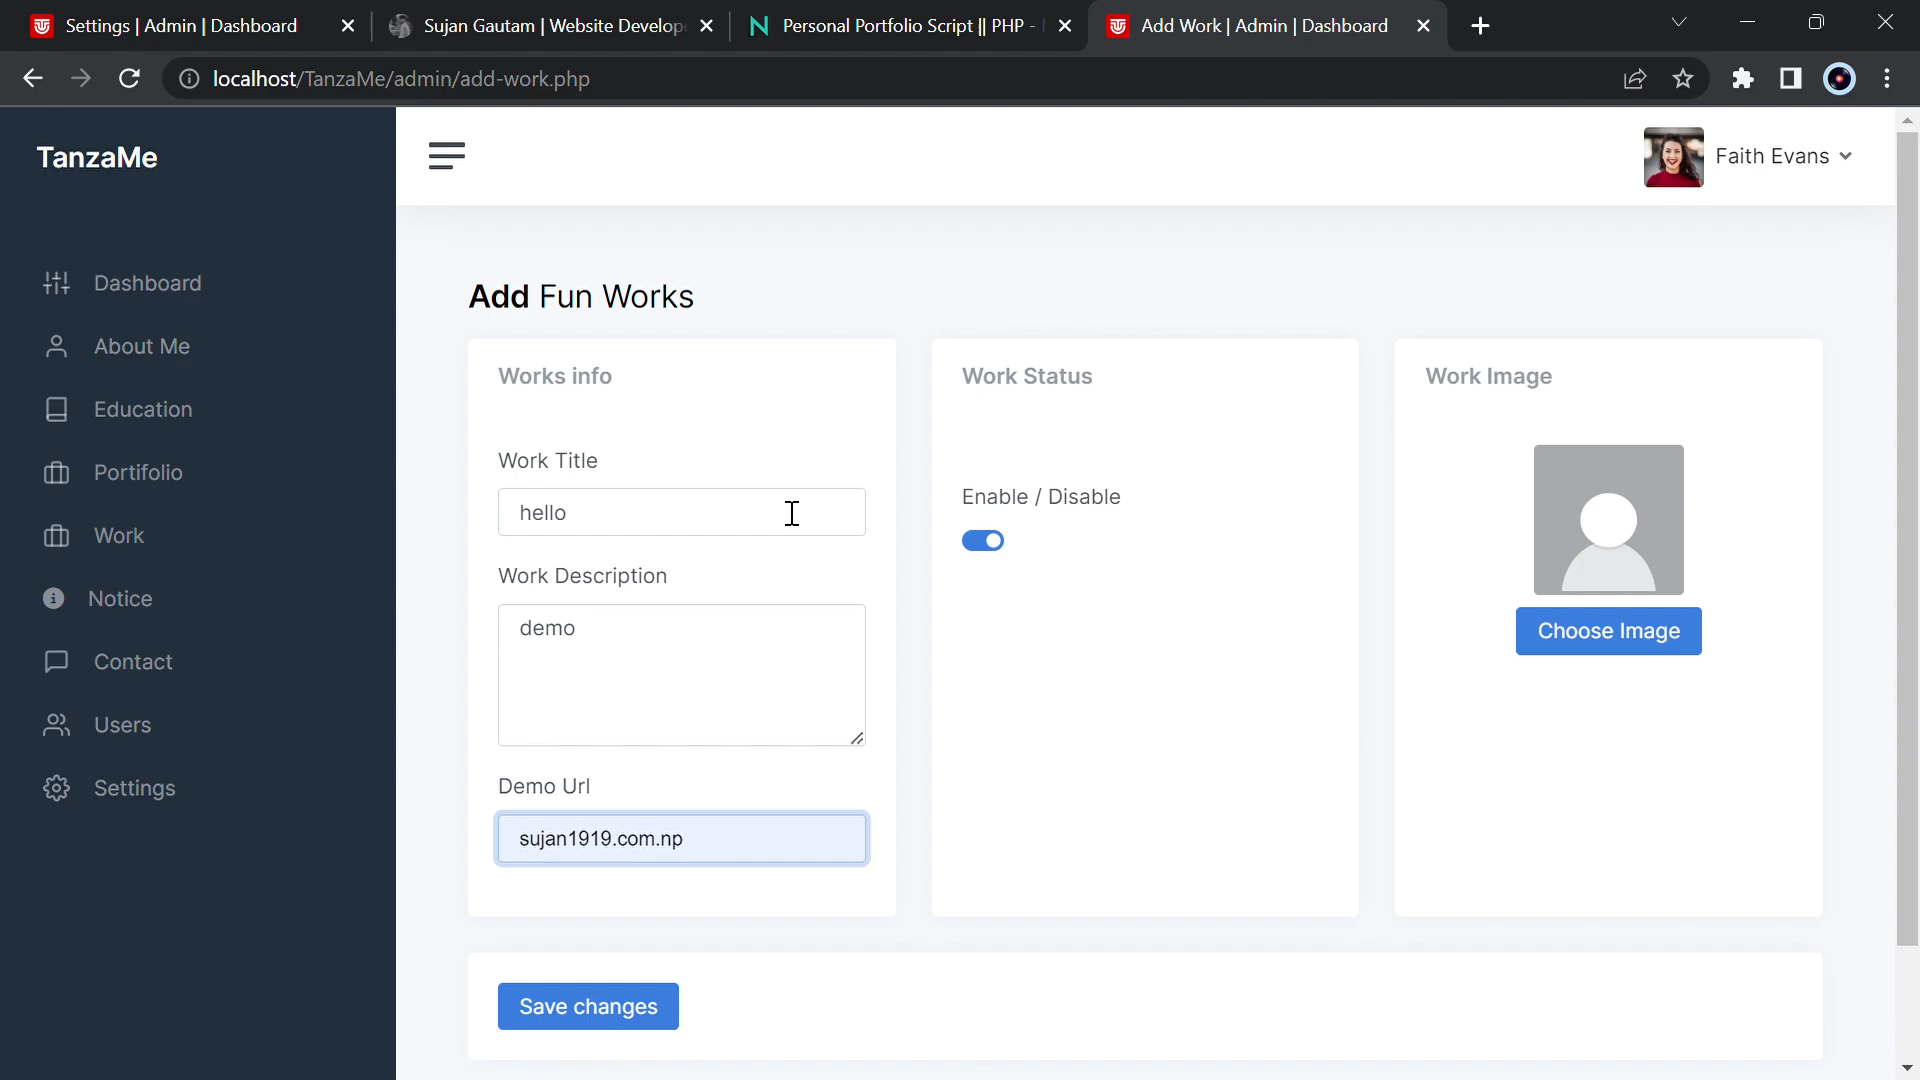 Settings | Admin | Dashboard
Sujan Gautam | Website Develop
Personal Portfolio Script || PHP -
Add Work | Admin | Dashboard
localhost/TanzaMe/admin/add-work.php
TanzaMe
Faith Evans
Dashboard
About Me
Education
Portifolio
Work
Notice
Contact
Users
Settings
Add Fun Works
Works info
Work Title
hello
Work Description
demo
Demo Url
sujan1919.com.np
Work Status
Enable / Disable
Work Image
Choose Image
Save changes